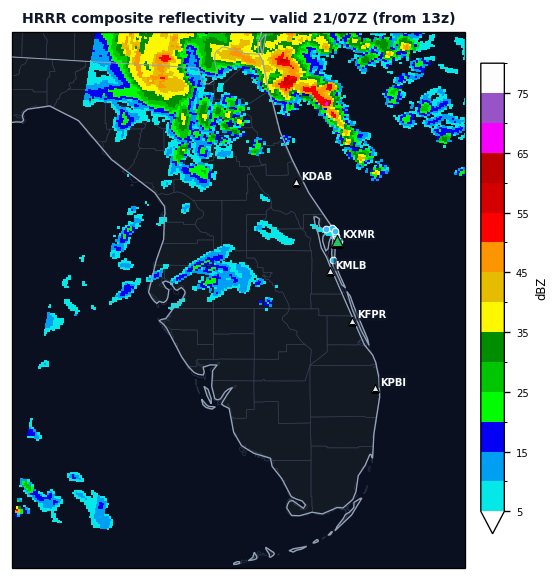 HRRR composite reflectivity — valid 21/07Z (from 13z)
KDAB
KXMR
KMLB
KFPR
KPBI
75
65
55
45
35
25
15
5
dBZ